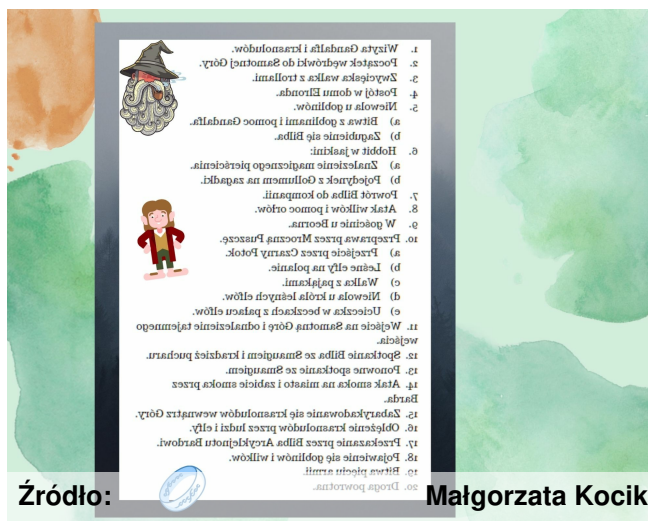 1. Wizyta Gandalfa i krasnoludów.
2. Początek wędrówki do Samotnej Góry.
3. Zwycięska walka z trollami.
4. Postój w domu Elronda.
5. Niewola u goblinów.
a) Bitwa z goblinami i pomoc Gandalfa.
b) Zagubienie się Bilba.
6. Hobbit w jaskini:
a) Znalezienie magicznego pierścienia.
b) Pojedynek z Gollumem na zagadki.
7. Powrót Bilba do kompanii.
8. Atak wilków i pomoc orłów.
9. W gościnie u Beorna.
10. Przeprawa przez Mroczną Puszczę.
a) Przejście przez Czarny Potok.
b) Leśne elfy na polanie.
c) Walka z pająkami.
d) Niewola u króla leśnych elfów.
e) Ucieczka w beczkach z pałacu elfów.
11. Wejście na Samotną Górę i odnalezienie tajemnego
wejścia.
12. Spotkanie Bilba ze Smaugiem i kradzież pucharu.
13. Ponowne spotkanie ze Smaugiem.
14. Atak smoka na miasto i zabicie smoka przez
Barda.
15. Zabarykadowanie się krasnoludów wewnątrz Góry.
16. Oblężenie krasnoludów przez ludzi i elfy.
17. Przekazanie przez Bilba Arcyklejnotu Bardowi.
18. Pojawienie się goblinów i wilków.
19. Bitwa pięciu armii.
20. Droga powrotna.
Źródło: Małgorzata Kocik